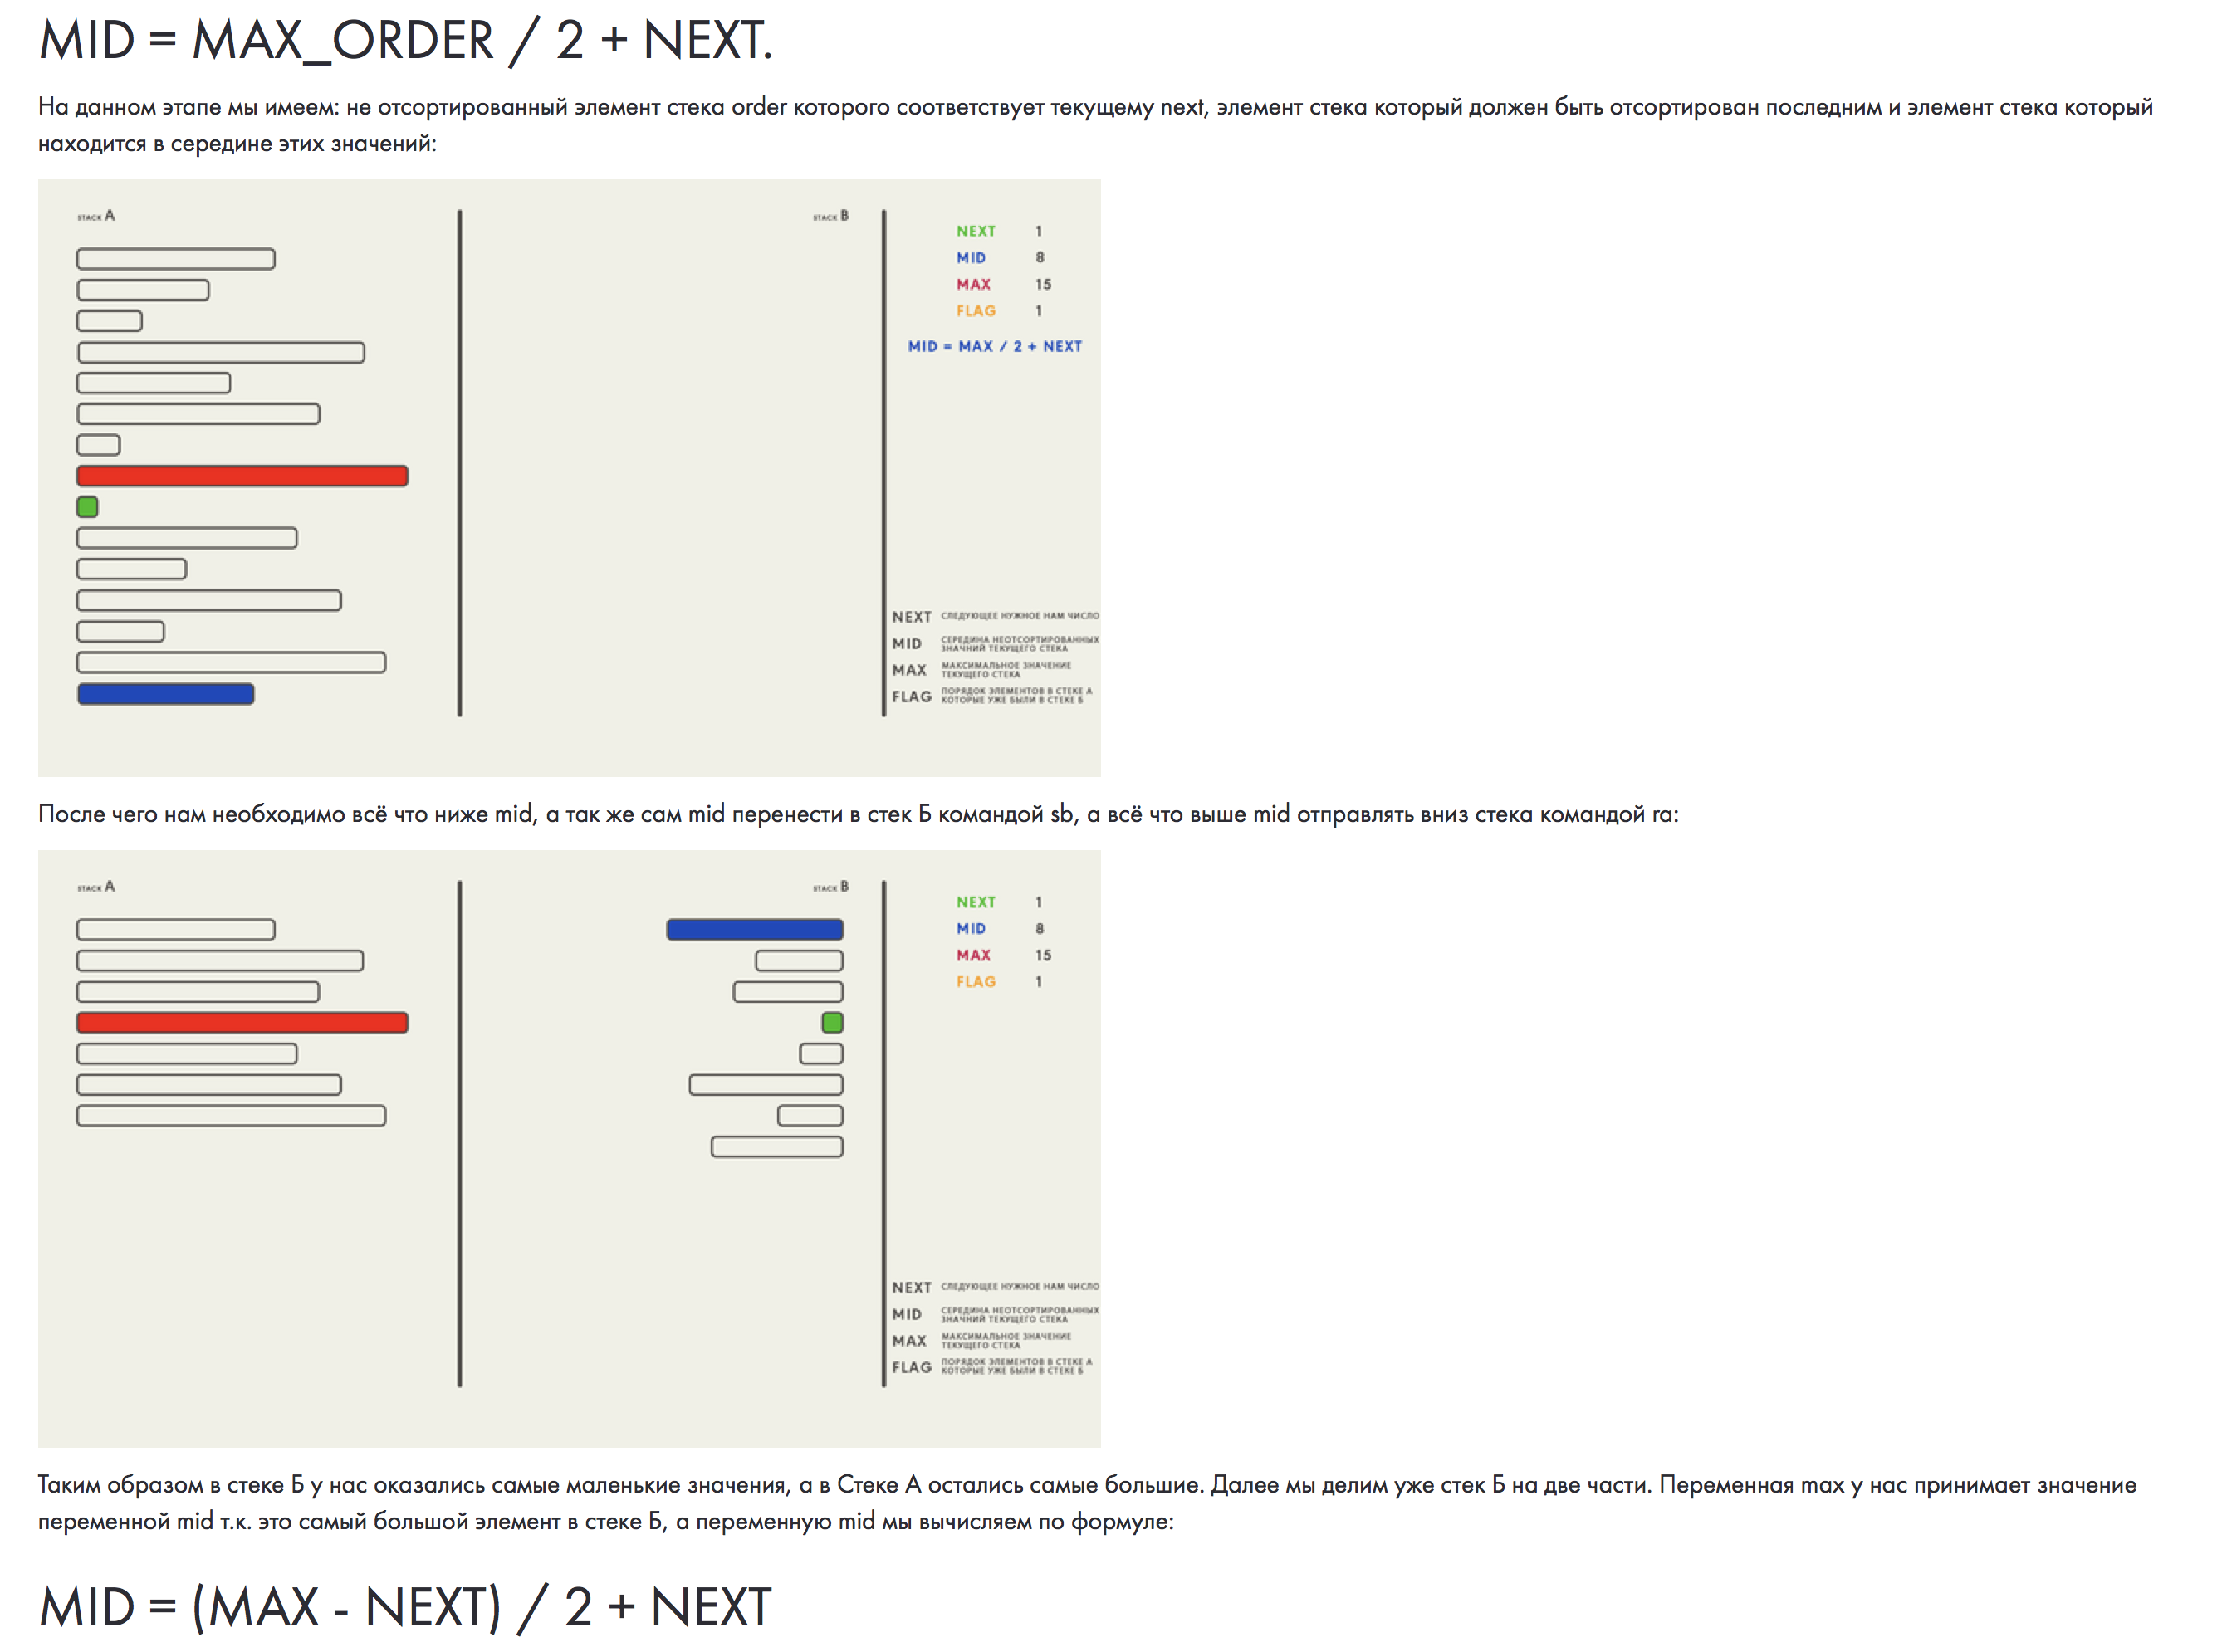 MID = MAX_ORDER / 2 + NEXT.
На данном этапе мы имеем: не отсортированный элемент стека order которого соответствует текущему next, элемент стека который должен быть отсортирован последним и элемент стека который
находится в середине этих значений:
STACK A
STACK B
NEXT 1
MID 8
MAX 15
FLAG 1
MID = MAX / 2 + NEXT
NEXT СЛЕДУЮЩЕЕ НУЖНОЕ НАМ ЧИСЛО
MID СЕРЕДИНА НЕОТСОРТИРОВАННЫХ
ЗНАЧНИЙ ТЕКУЩЕГО СТЕКА
MAX МАКСИМАЛЬНОЕ ЗНАЧЕНИЕ
ТЕКУЩЕГО СТЕКА
FLAG ПОРЯДОК ЭЛЕМЕНТОВ В СТЕКЕ А
КОТОРЫЕ УЖЕ БЫЛИ В СТЕКЕ Б
После чего нам необходимо всё что ниже mid, а так же сам mid перенести в стек Б командой sb, а всё что выше mid отправлять вниз стека командой ra:
STACK A
STACK B
NEXT 1
MID 8
MAX 15
FLAG 1
NEXT СЛЕДУЮЩЕЕ НУЖНОЕ НАМ ЧИСЛО
MID СЕРЕДИНА НЕОТСОРТИРОВАННЫХ
ЗНАЧНИЙ ТЕКУЩЕГО СТЕКА
MAX МАКСИМАЛЬНОЕ ЗНАЧЕНИЕ
ТЕКУЩЕГО СТЕКА
FLAG ПОРЯДОК ЭЛЕМЕНТОВ В СТЕКЕ А
КОТОРЫЕ УЖЕ БЫЛИ В СТЕКЕ Б
Таким образом в стеке Б у нас оказались самые маленькие значения, а в Стеке А остались самые большие. Далее мы делим уже стек Б на две части. Переменная max у нас принимает значение
переменной mid т.к. это самый большой элемент в стеке Б, а переменную mid мы вычисляем по формуле:
MID = (MAX - NEXT) / 2 + NEXT